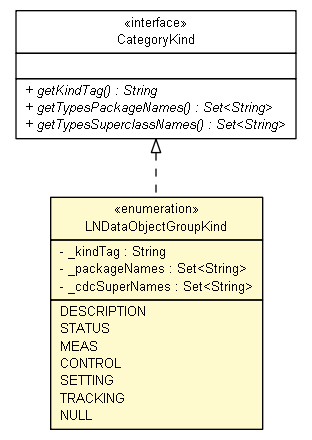 «interface»
CategoryKind
+ getKindTag() : String
+ getTypesPackageNames() : Set<String>
+ getTypesSuperclassNames() : Set<String>
«enumeration»
LNDataObjectGroupKind
- _kindTag : String
- _packageNames : Set<String>
- _cdcSuperNames : Set<String>
DESCRIPTION
STATUS
MEAS
CONTROL
SETTING
TRACKING
NULL